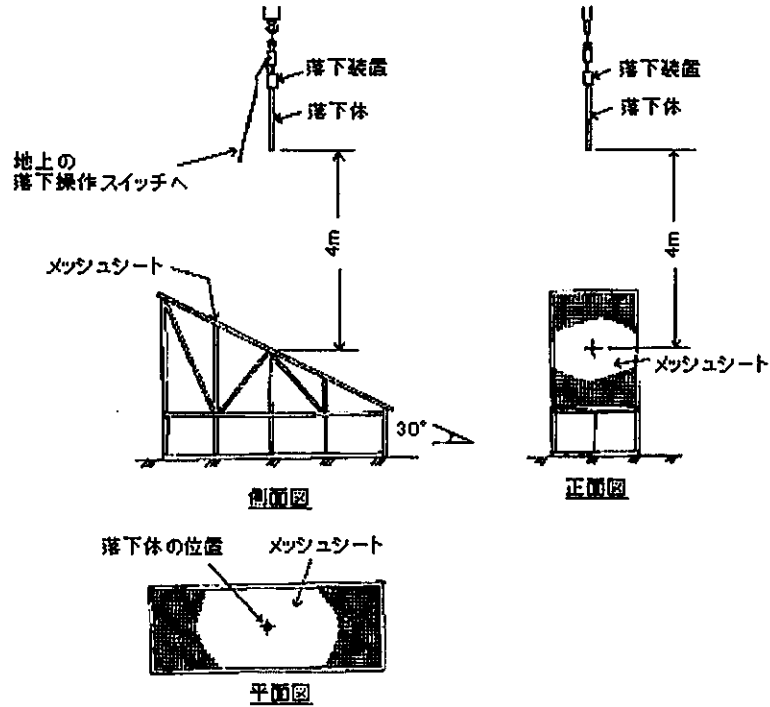 落下装置
落下体
地上の
落下操作スイッチへ
4m
メッシュシート
30°
側面図
落下装置
落下体
4m
メッシュシート
正面図
落下体の位置
メッシュシート
平面図